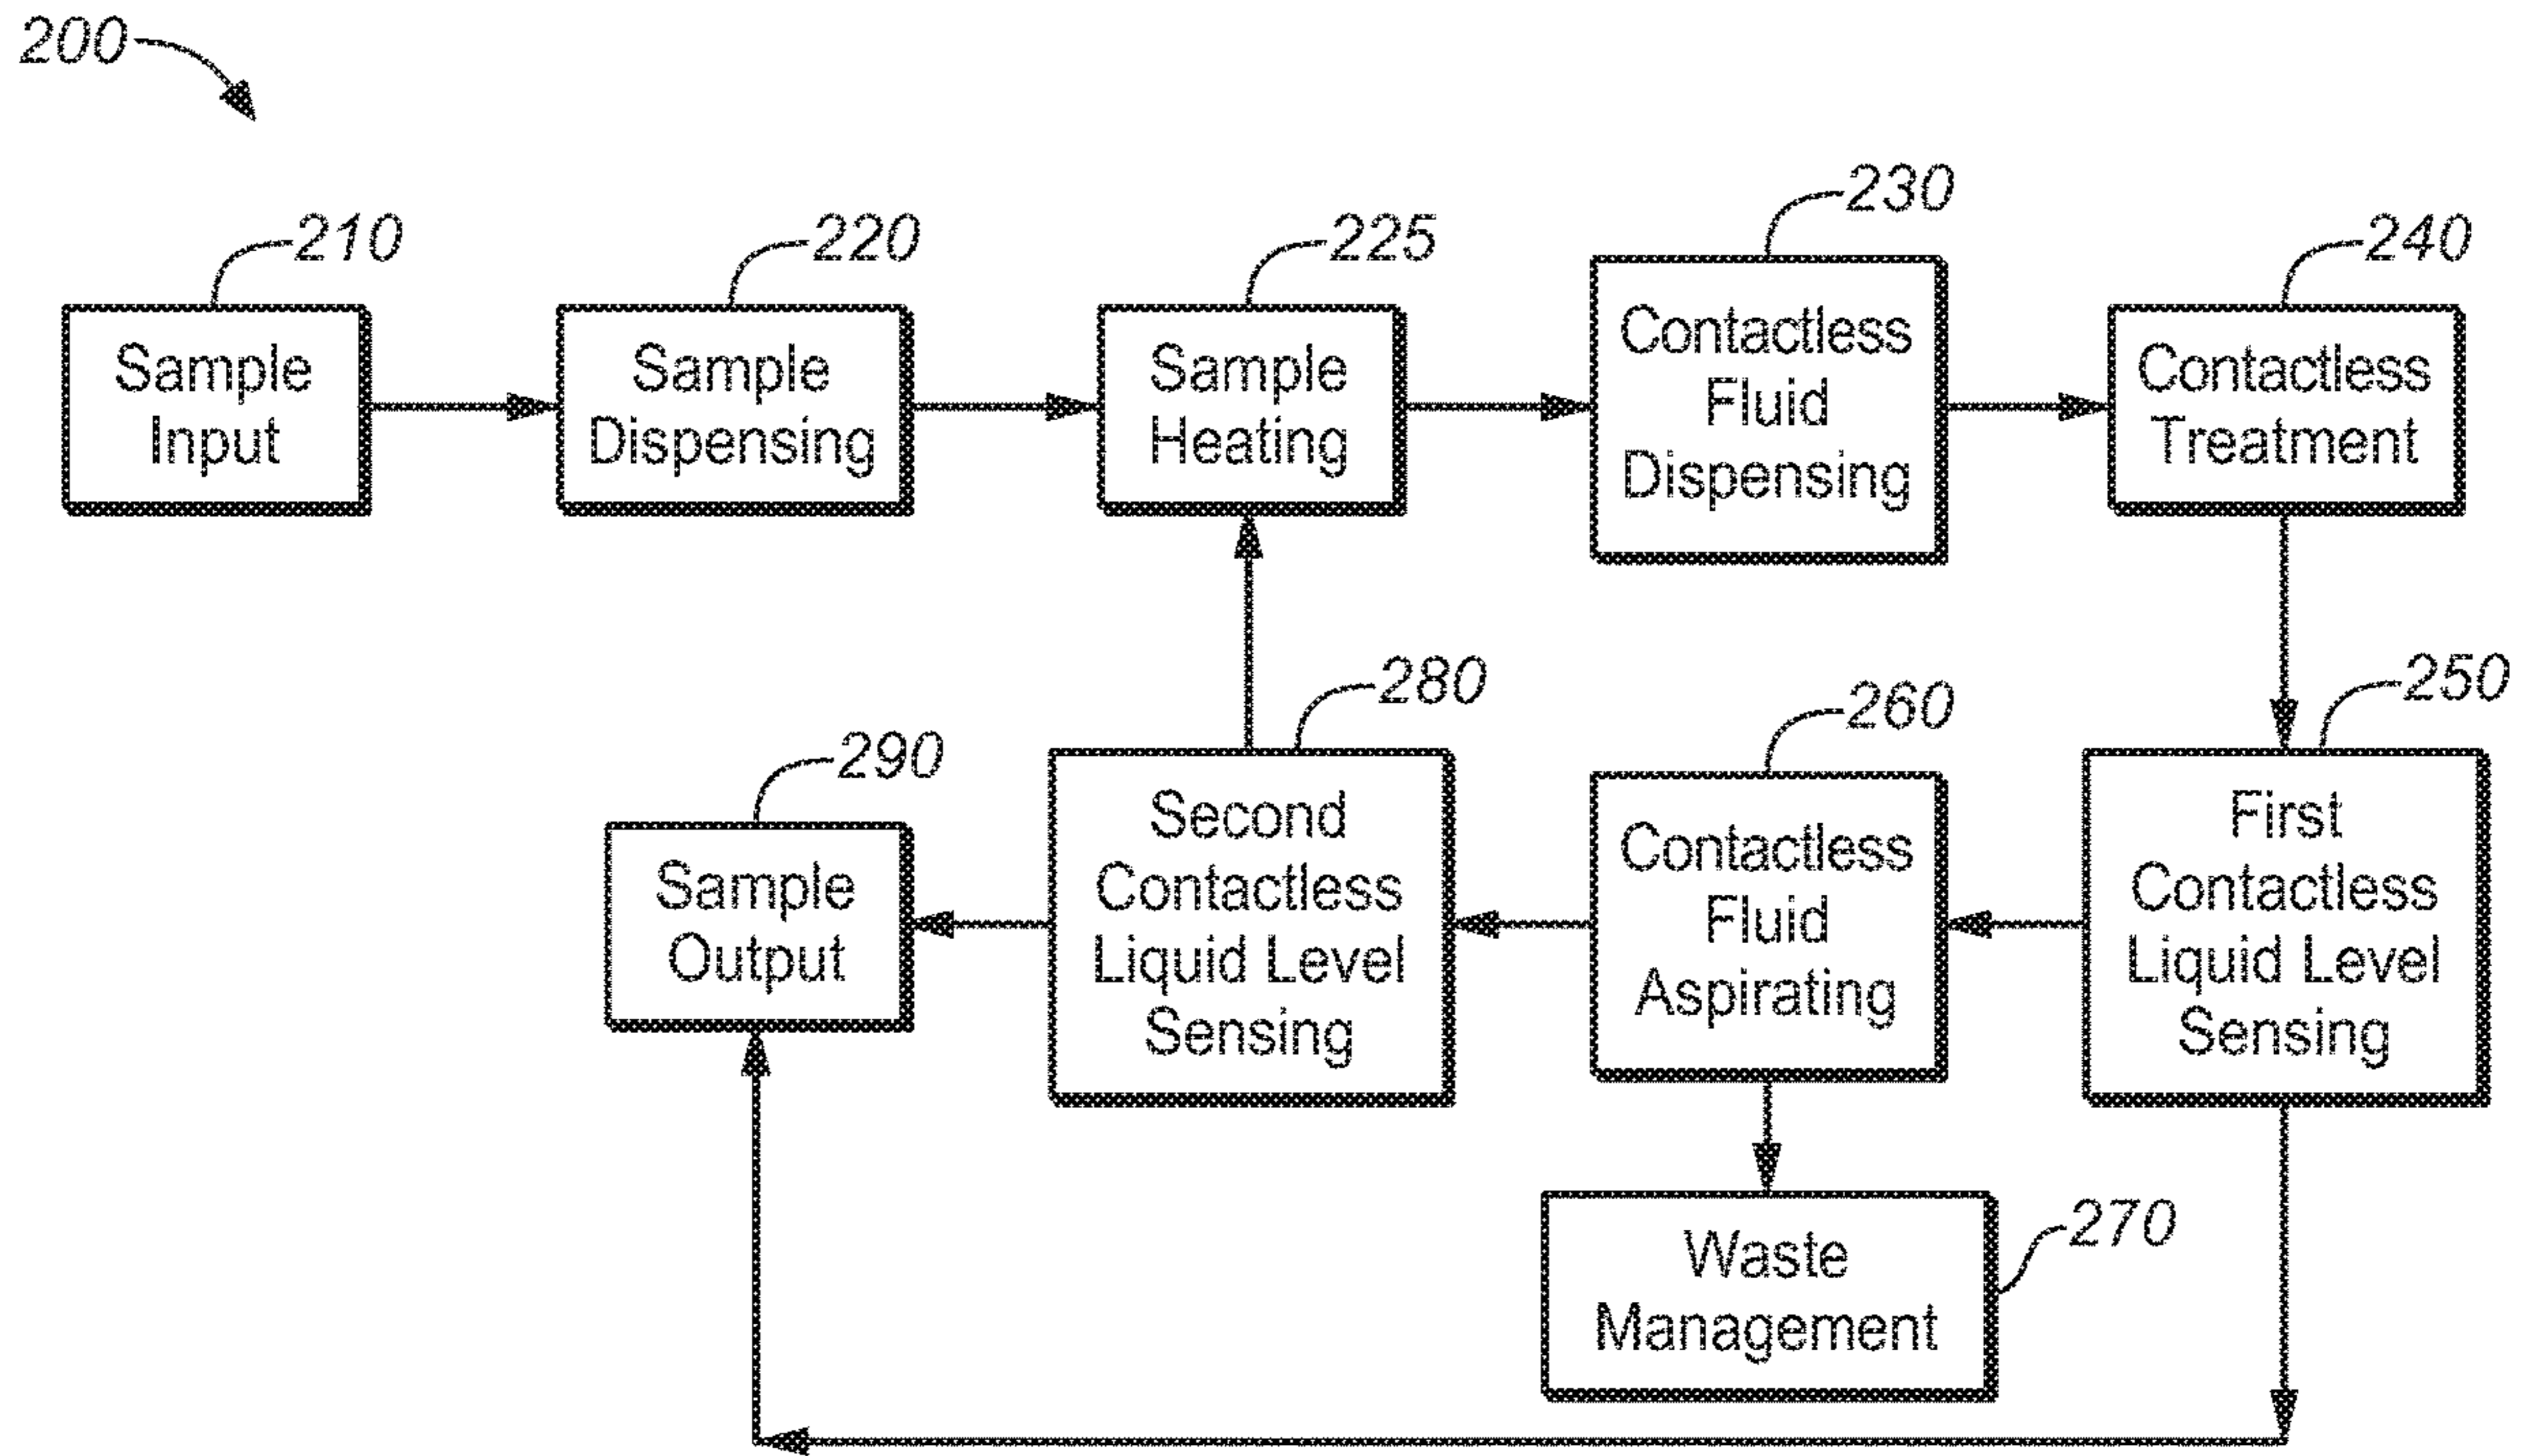 200
210
220
225
230
240
Sample
Input
Sample
Dispensing
Sample
Heating
Contactless
Fluid
Dispensing
Contactless
Treatment
290
280
260
250
Sample
Output
Second
Contactless
Liquid Level
Sensing
Contactless
Fluid
Aspirating
First
Contactless
Liquid Level
Sensing
Waste
Management
270